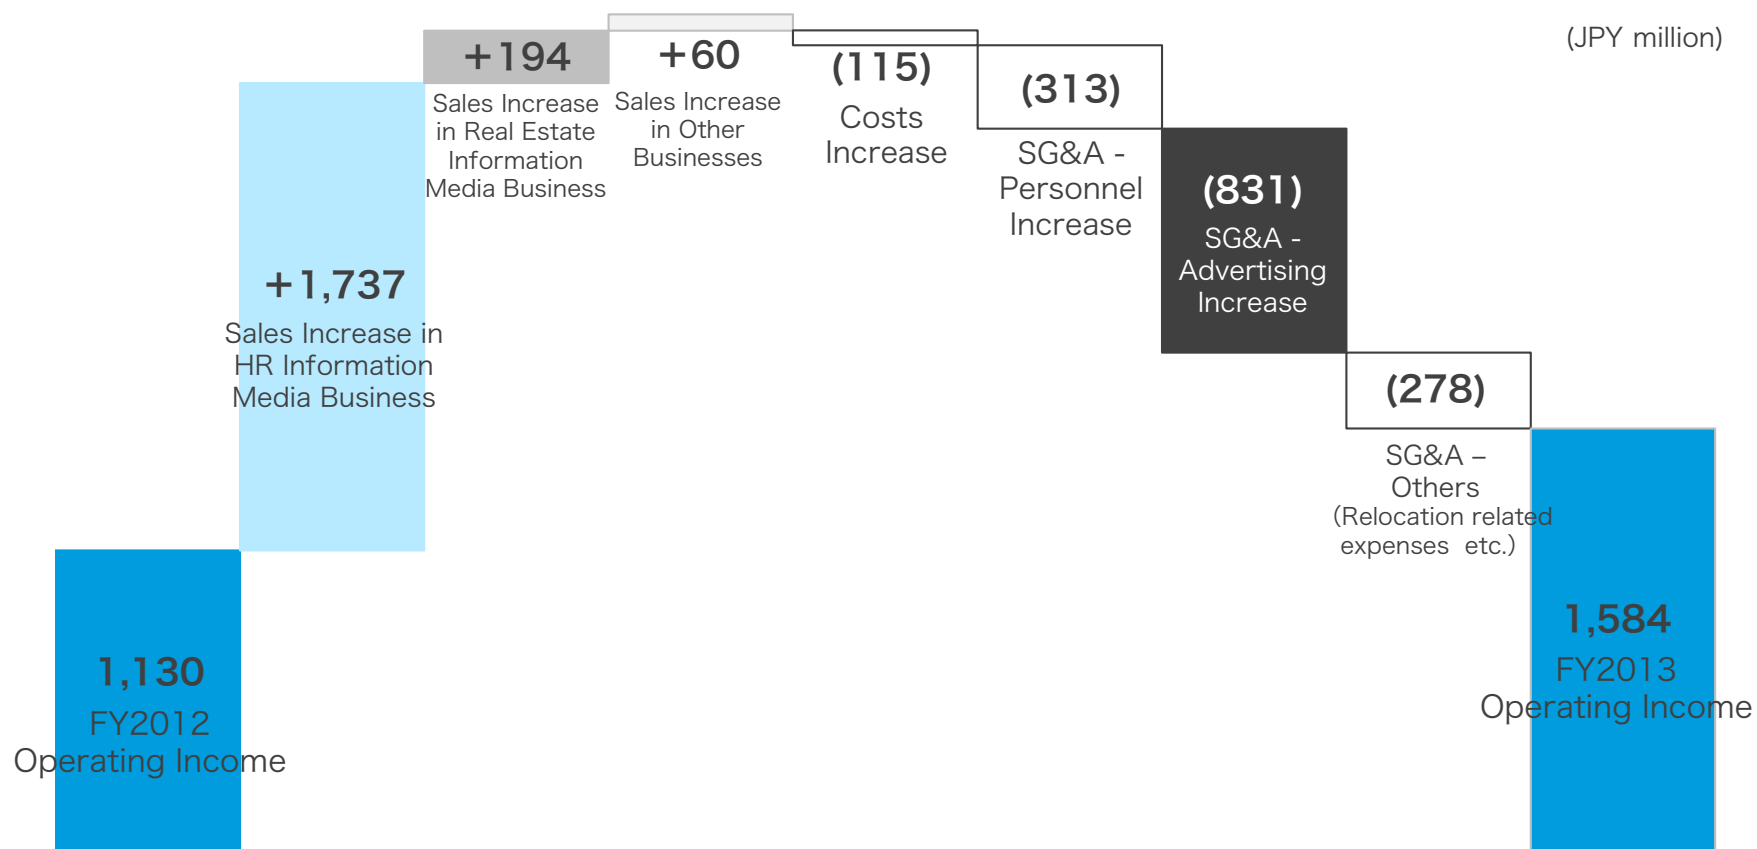 (JPY million)
1,130
FY2012
Operating Income
+1,737
Sales Increase in
HR Information
Media Business
+194
Sales Increase
in Real Estate
Information
Media Business
+60
Sales Increase
in Other
Businesses
(115)
Costs
Increase
(313)
SG&A -
Personnel
Increase
(831)
SG&A -
Advertising
Increase
(278)
SG&A –
Others
(Relocation related
expenses etc.)
1,584
FY2013
Operating Income